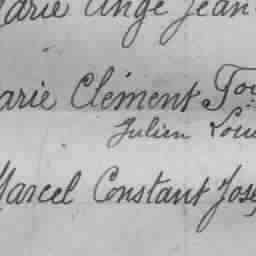 Marie Ange Jean
Marie Clément
Julien
Marcel Constant